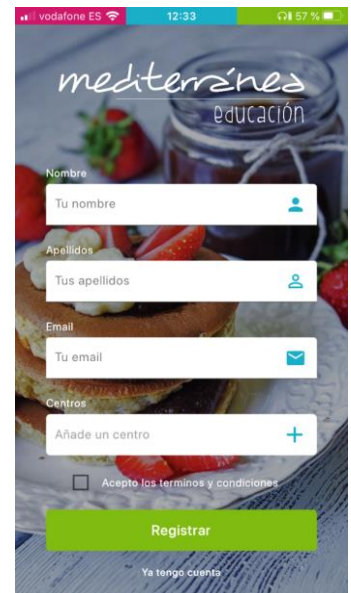 vodafone ES 12:33 57 %
mediterránea
educación
Nombre
Tu nombre
Apellidos
Tus apellidos
Email
Tu email
Centros
Añade un centro
Acepto los terminos y condiciones
Registrar
Ya tengo cuenta